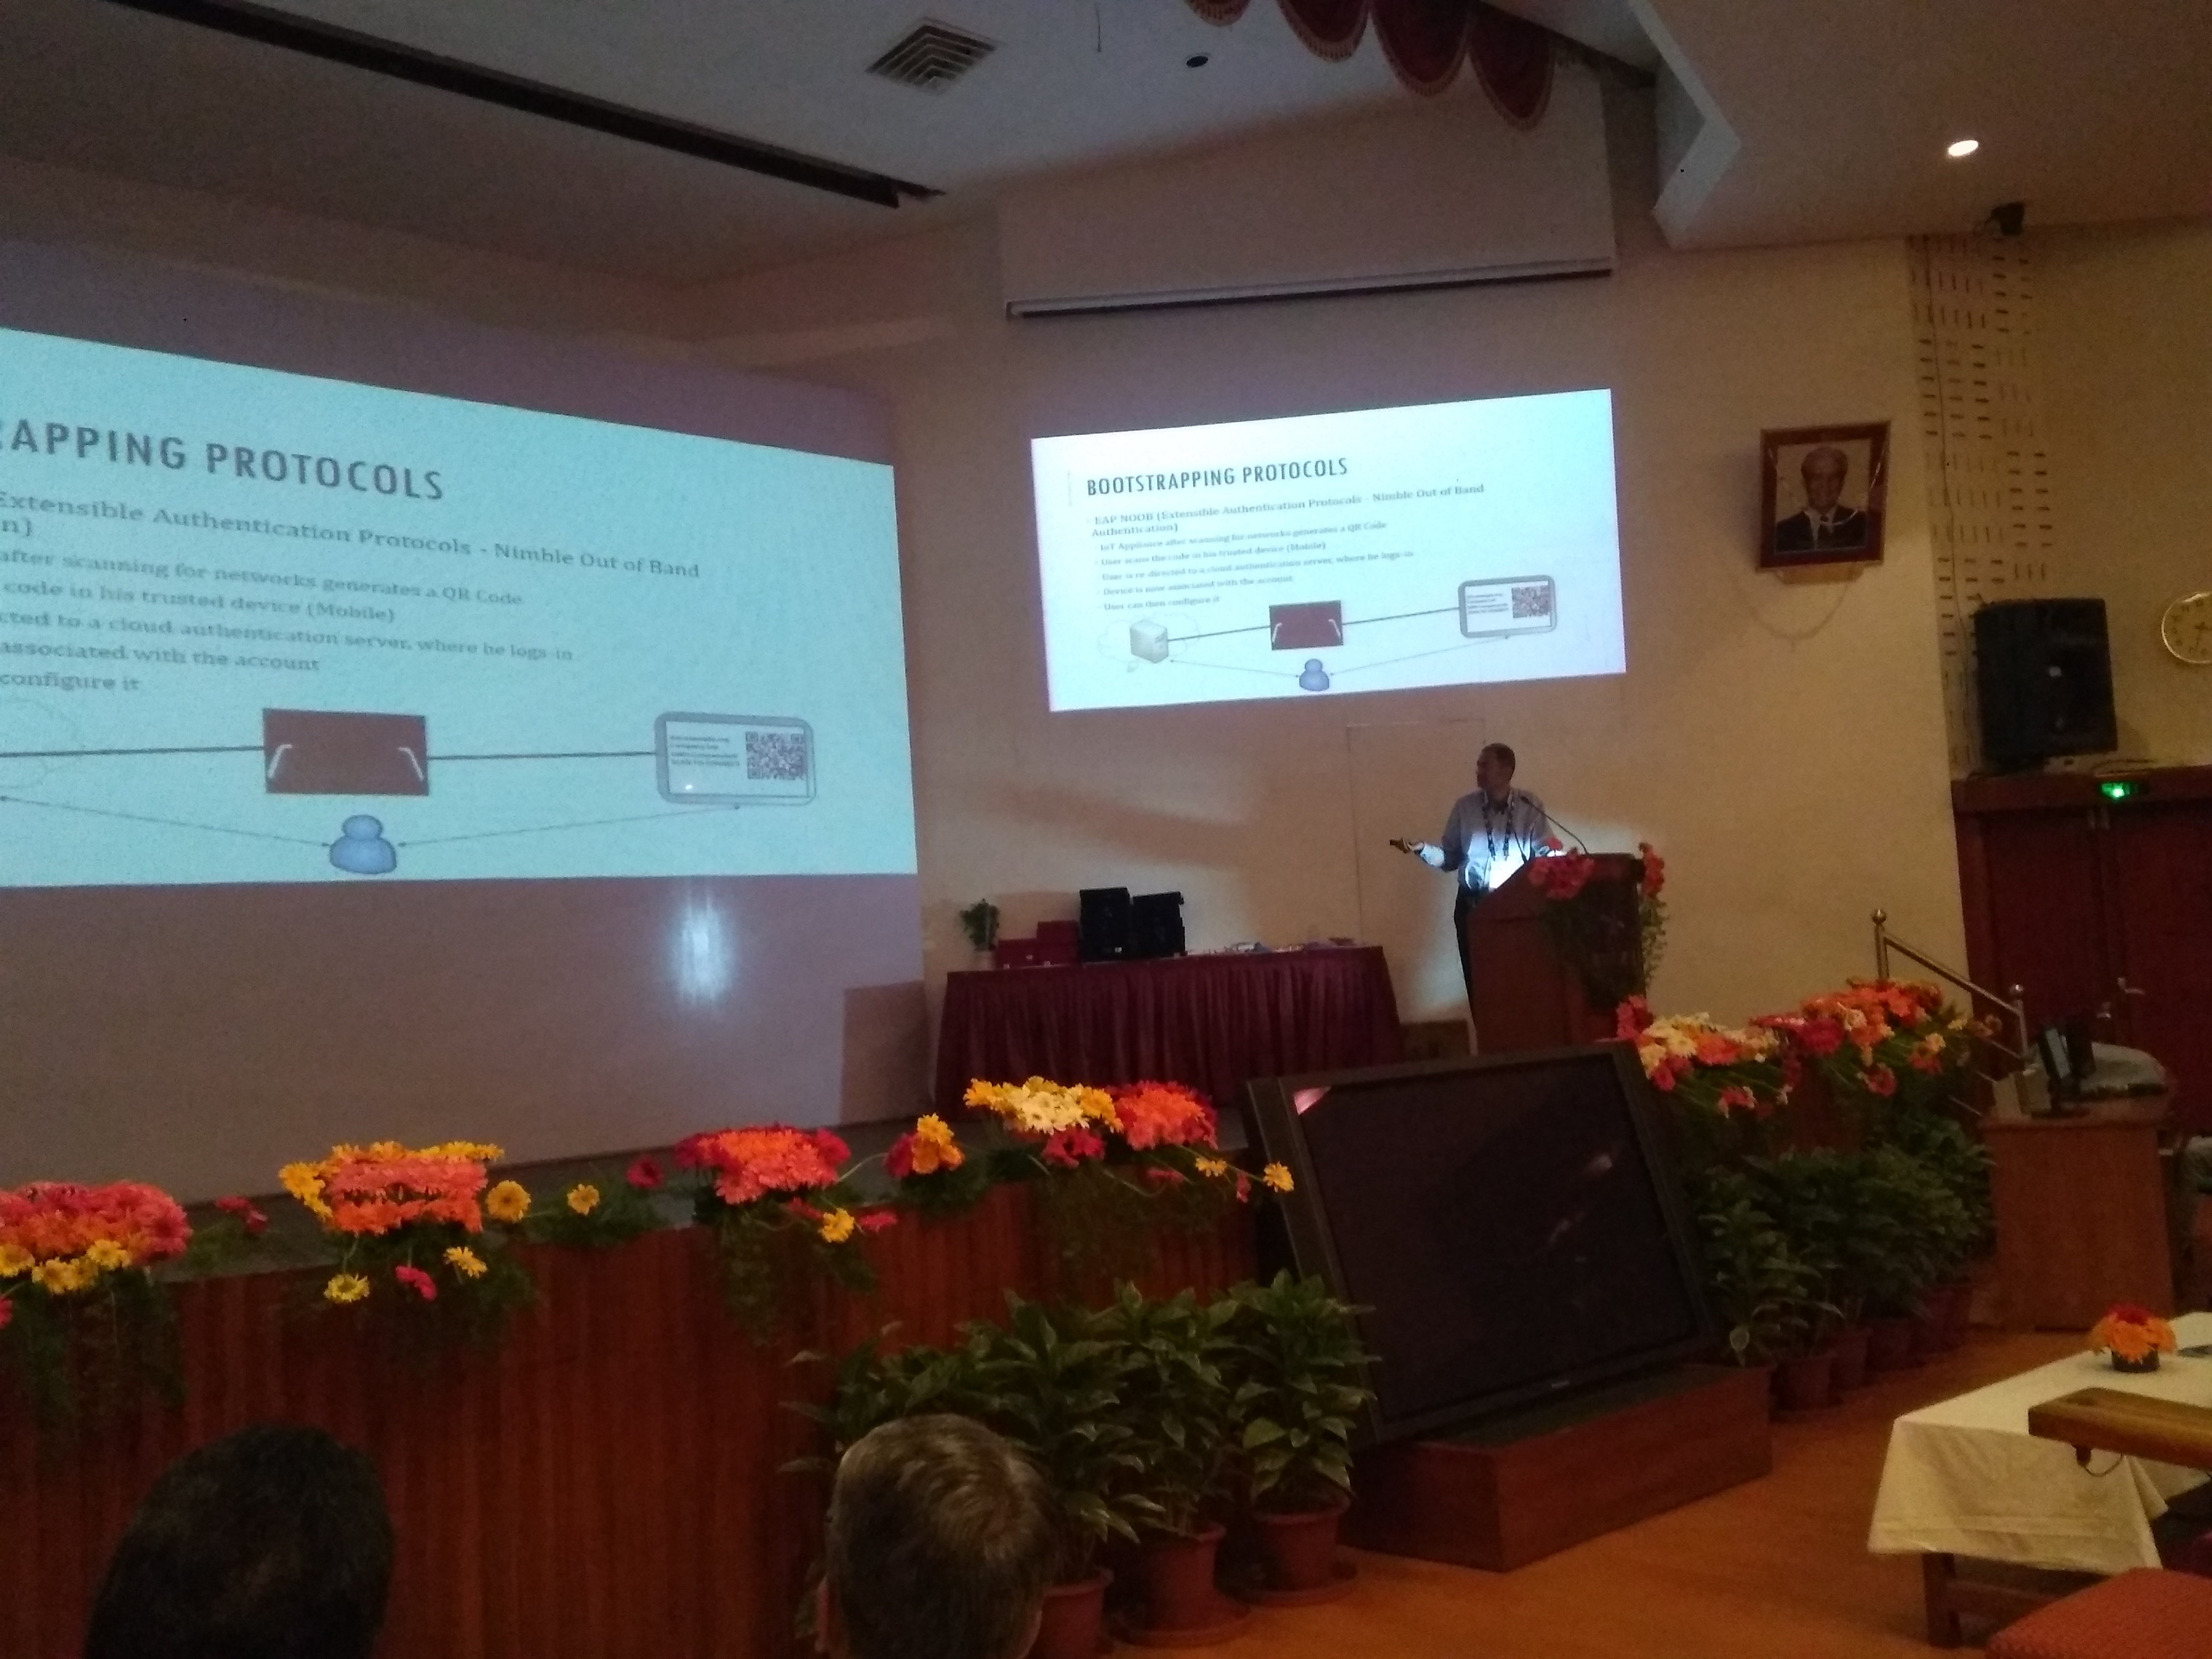 RAPPING PROTOCOLS
Extensible Authentication Protocols - Nimble Out of Band
n)
after scanning for networks generates a QR Code
code in his trusted device (Mobile)
cted to a cloud authentication server, where he logs-in
associated with the account
configure it
BOOTSTRAPPING PROTOCOLS
EAP NOOB (Extensible Authentication Protocols - Nimble Out of Band
Authentication)
IoT Appliance after scanning for networks generates a QR Code
User scans the code in his trusted device (Mobile)
User is re-directed to a cloud authentication server, where he logs-in
Device is now associated with the account
User can then configure it